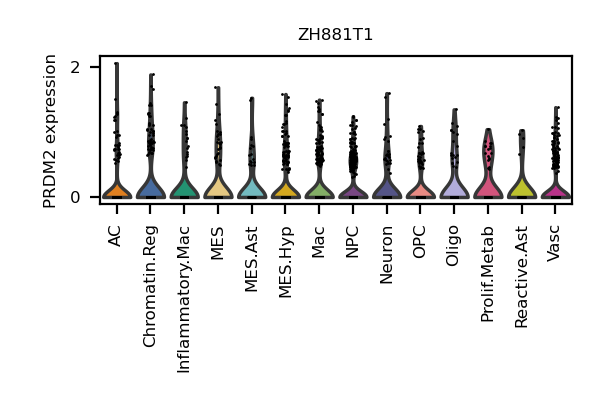 ZH881T1
PRDM2 expression
2
0
AC
Chromatin.Reg
Inflammatory.Mac
MES
MES.Ast
MES.Hyp
Mac
NPC
Neuron
OPC
Oligo
Prolif.Metab
Reactive.Ast
Vasc